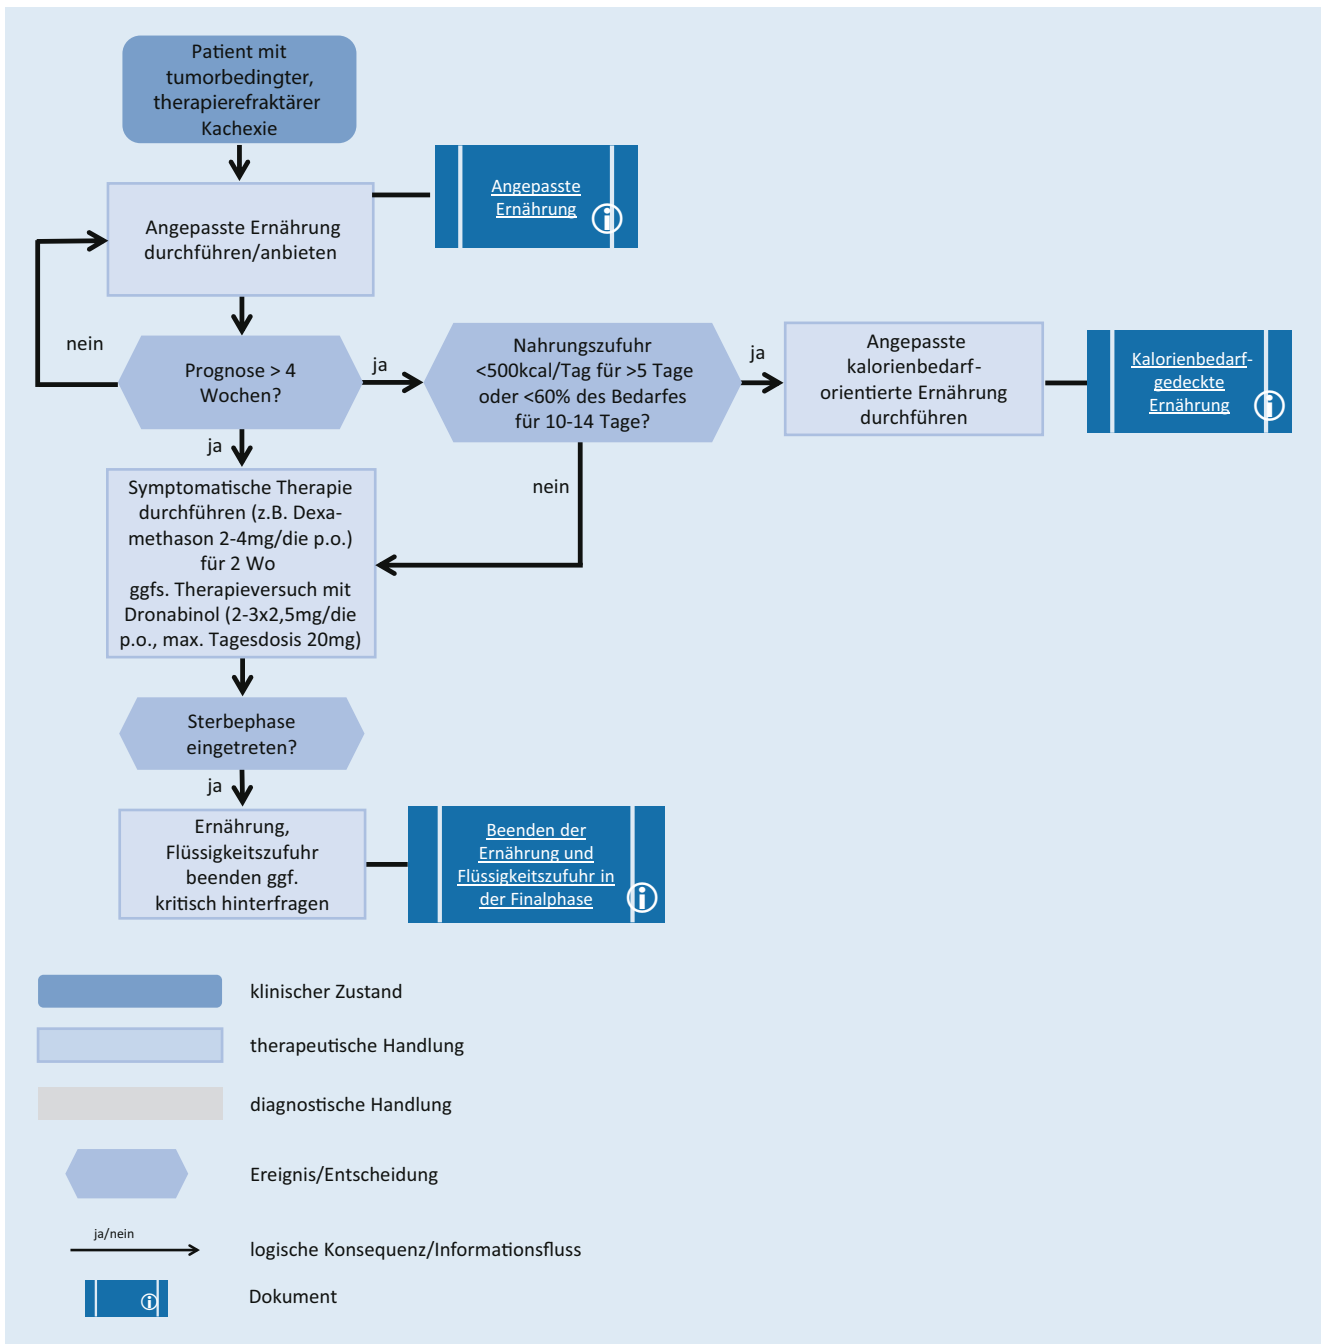 Patient mit
tumorbedingter,
therapierefraktärer
Kachexie
Angepasste
Ernährung
Angepasste Ernährung
durchführen/anbieten
nein
Prognose > 4
Wochen?
ja
Nahrungszufuhr
<500kcal/Tag für >5 Tage
oder <60% des Bedarfes
für 10-14 Tage?
ja
Angepasste
kalorienbedarf-
orientierte Ernährung
durchführen
Kalorienbedarf-
gedeckte
Ernährung
ja
nein
Symptomatische Therapie
durchführen (z.B. Dexa-
methason 2-4mg/die p.o.)
für 2 Wo
ggfs. Therapieversuch mit
Dronabinol (2-3x2,5mg/die
p.o., max. Tagesdosis 20mg)
Sterbephase
eingetreten?
ja
Ernährung,
Flüssigkeitszufuhr
beenden ggf.
kritisch hinterfragen
Beenden der
Ernährung und
Flüssigkeitszufuhr in
der Finalphase
klinischer Zustand
therapeutische Handlung
diagnostische Handlung
Ereignis/Entscheidung
ja/nein
logische Konsequenz/Informationsfluss
Dokument